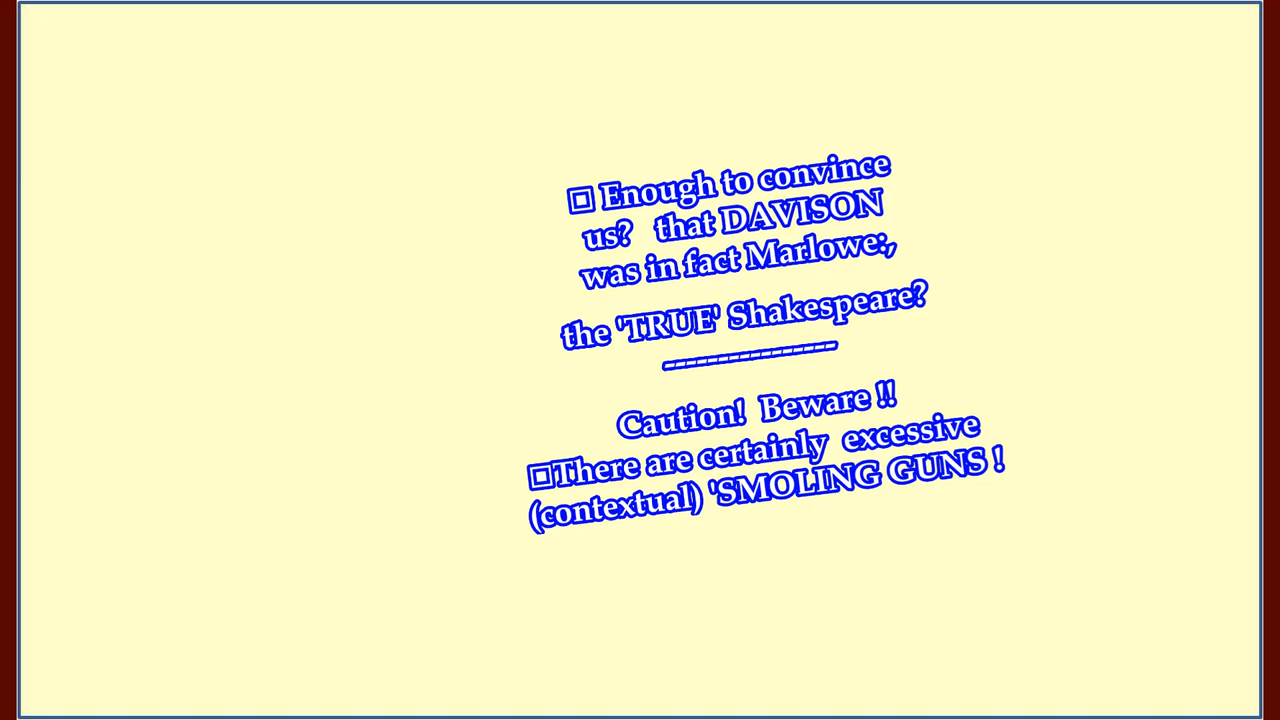 □ Enough to convince
us?   that DAVISON
was in fact Marlowe:,
the 'TRUE' Shakespeare?
----------------
Caution!  Beware !!
□There are certainly  excessive
(contextual) 'SMOLING GUNS !